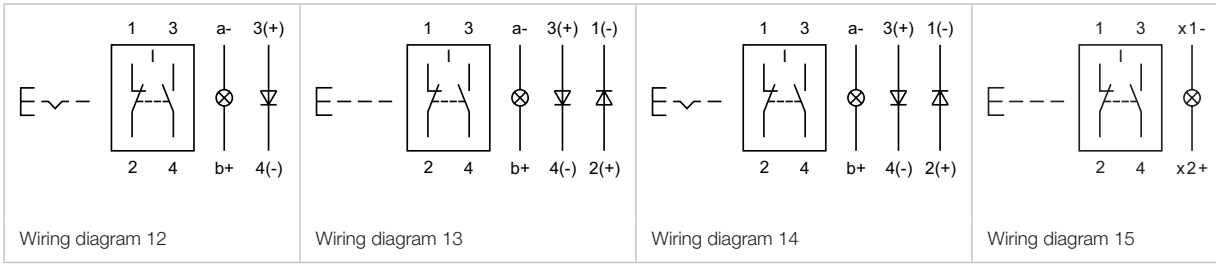 1 3 a- 3(+)
2 4 b+ 4(-)
Wiring diagram 12
1 3 a- 3(+) 1(-)
2 4 b+ 4(-) 2(+)
Wiring diagram 13
1 3 a- 3(+) 1(-)
2 4 b+ 4(-) 2(+)
Wiring diagram 14
1 3 x1-
2 4 x2+
Wiring diagram 15